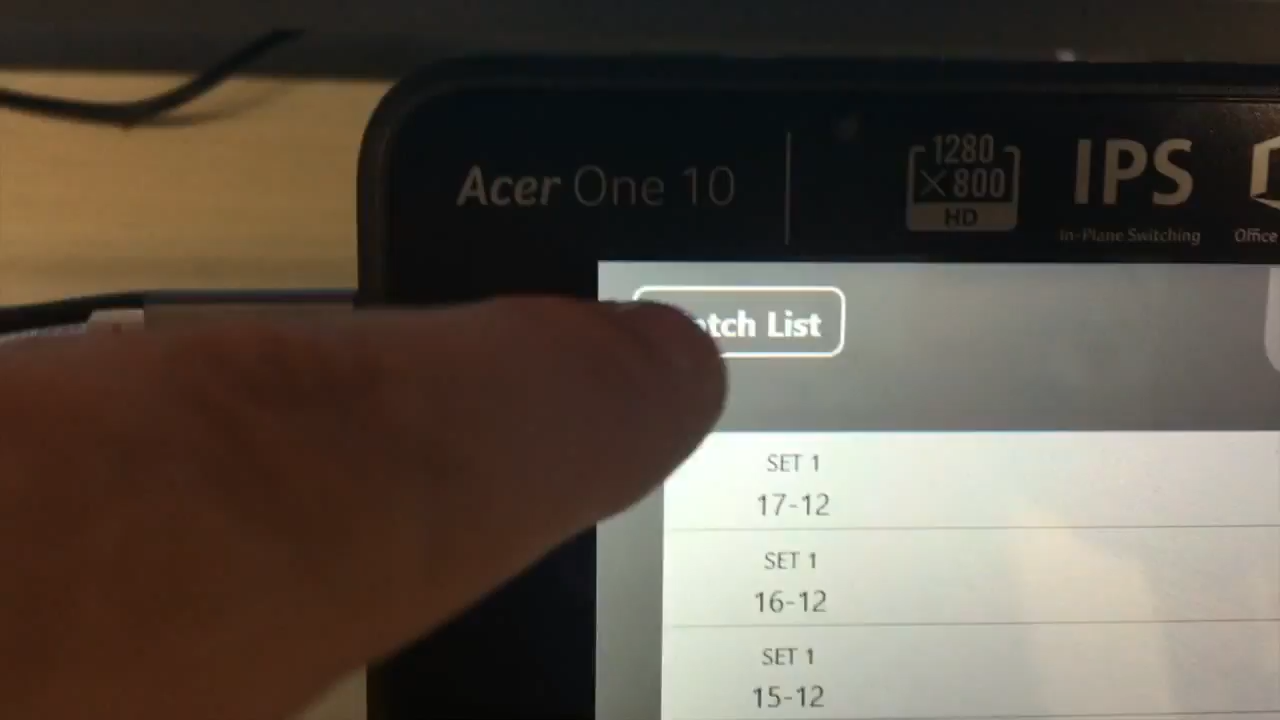 Acer One 10
1280
×800
HD
IPS
In-Plane Switching
Office
List
SET 1
17-12
SET 1
16-12
SET 1
15-12